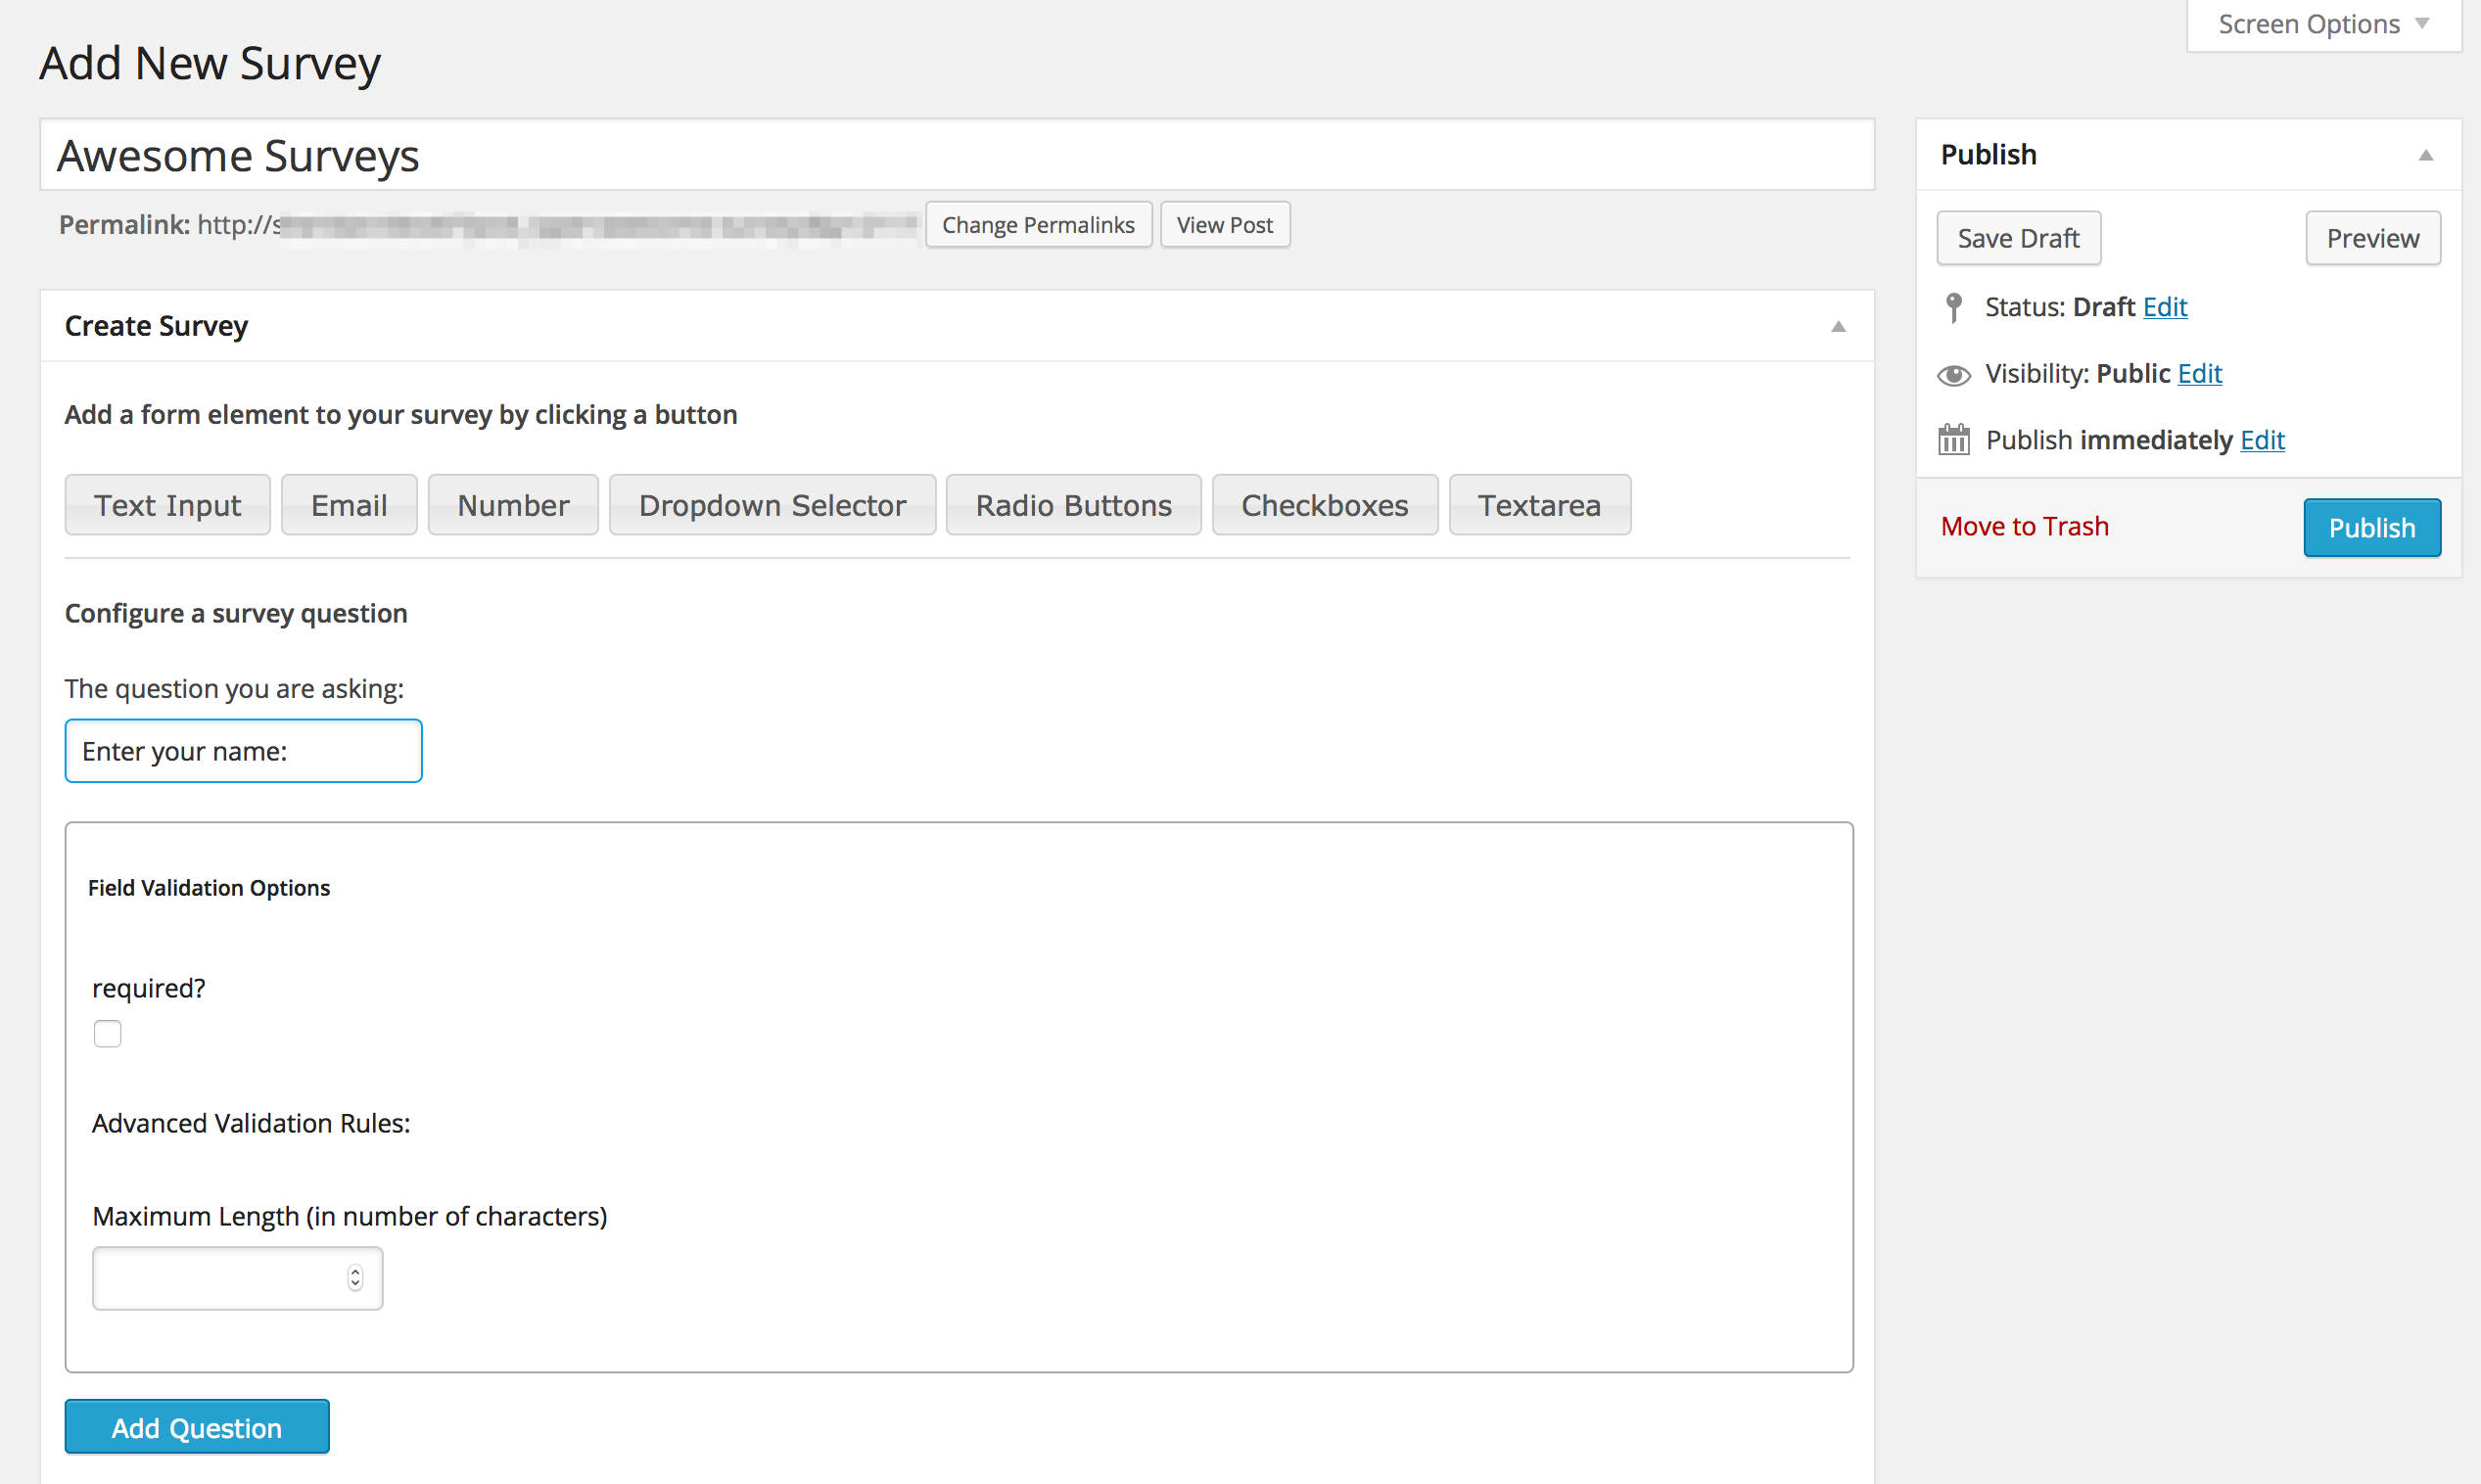 Screen Options
Add New Survey
Awesome Surveys
Permalink: http://s
Change Permalinks
View Post
Create Survey
Add a form element to your survey by clicking a button
Text Input Email Number Dropdown Selector Radio Buttons Checkboxes Textarea
Configure a survey question
The question you are asking:
Enter your name:
Field Validation Options
required?
Advanced Validation Rules:
Maximum Length (in number of characters)
Add Question
Publish
Save Draft Preview
Status: Draft Edit
Visibility: Public Edit
Publish immediately Edit
Move to Trash Publish